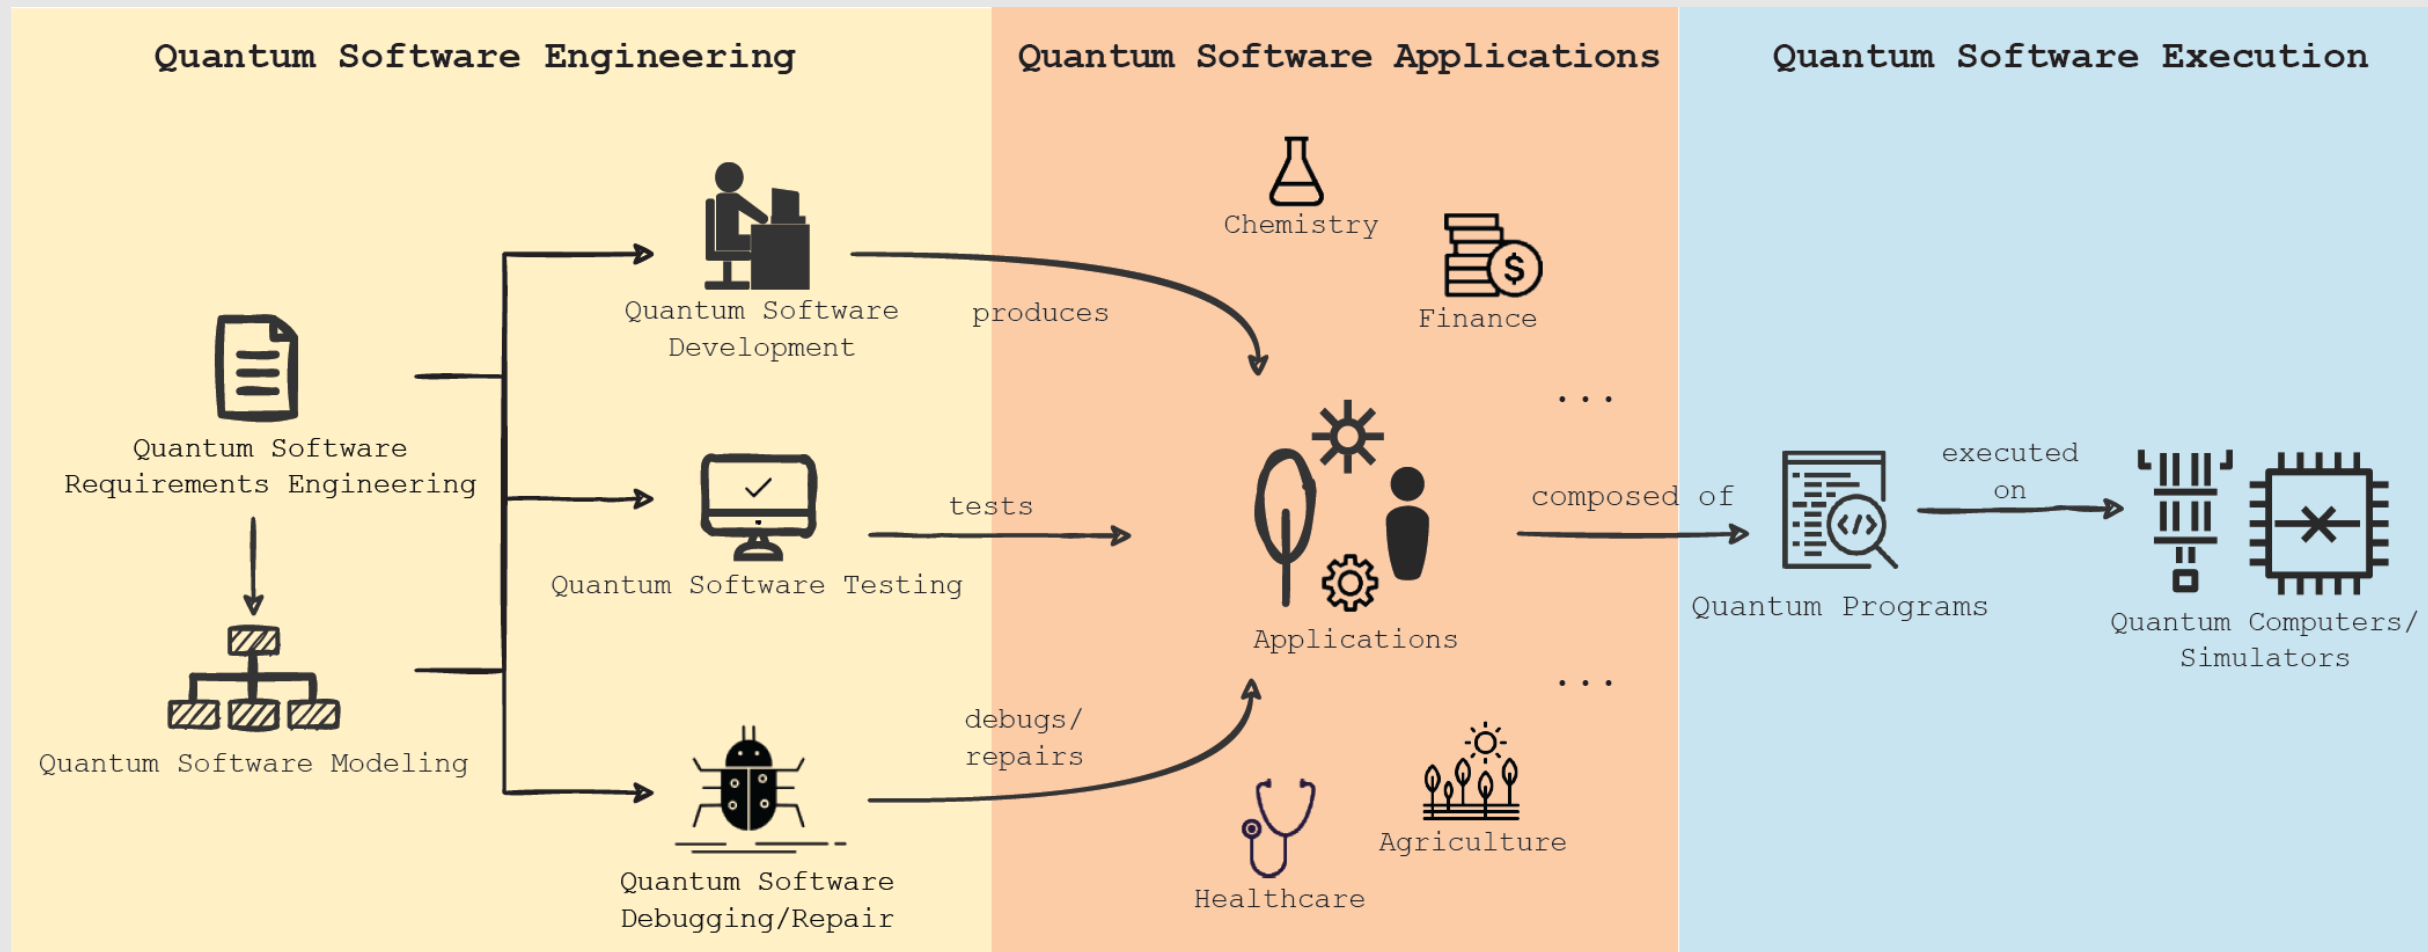 Quantum Software Engineering
Quantum Software Applications
Quantum Software Execution
Quantum Software
Requirements Engineering
Quantum Software Modeling
Quantum Software
Development
Quantum Software Testing
Quantum Software
Debugging/Repair
produces
tests
debugs/
repairs
Chemistry
$
Finance
...
Applications
...
Agriculture
Healthcare
composed of
</>
Quantum Programs
executed
on
Quantum Computers/
Simulators